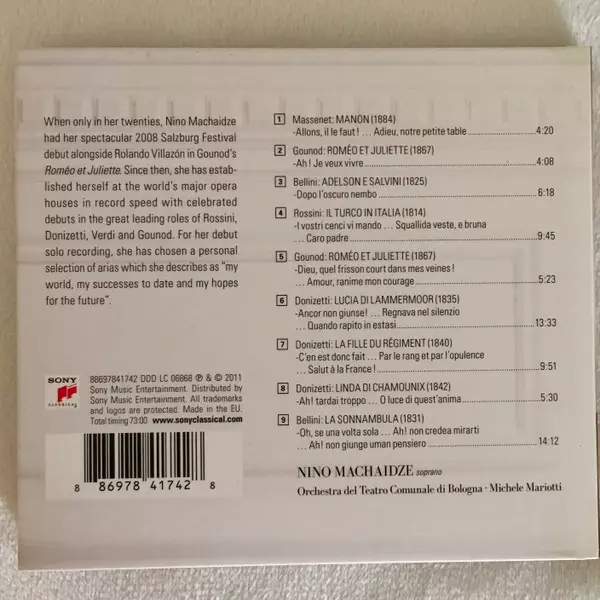 When only in her twenties, Nino Machaidze
had her spectacular 2008 Salzburg Festival
debut alongside Rolando Villazón in Gounod's
Roméo et Juliette. Since then, she has estab-
lished herself at the world's major opera
houses in record speed with celebrated
debuts in the great leading roles of Rossini,
Donizetti, Verdi and Gounod. For her debut
solo recording, she has chosen a personal
selection of arias which she describes as "my
world, my successes to date and my hopes
for the future".
1 Massenet: MANON (1884)
-Allons, il le faut ! ... Adieu, notre petite table 4:20
2 Gounod: ROMÉO ET JULIETTE (1867)
-Ah ! Je veux vivre 4:08
3 Bellini: ADELSON E SALVINI (1825)
-Dopo l'oscuro nembo 6:18
4 Rossini: IL TURCO IN ITALIA (1814)
-I vostri cenci vi mando ... Squallida veste, e bruna
... Caro padre 9:45
5 Gounod: ROMÉO ET JULIETTE (1867)
-Dieu, quel frisson court dans mes veines !
... Amour, ranime mon courage 5:23
6 Donizetti: LUCIA DI LAMMERMOOR (1835)
-Ancor non giunse! ... Regnava nel silenzio
... Quando rapito in estasi 13:33
7 Donizetti: LA FILLE DU RÉGIMENT (1840)
-C'en est donc fait ... Par le rang et par l'opulence
... Salut à la France ! 9:51
8 Donizetti: LINDA DI CHAMOUNIX (1842)
-Ah! tardai troppo ... O luce di quest'anima 5:30
9 Bellini: LA SONNAMBULA (1831)
-Oh, se una volta sola ... Ah! non credea mirarti
... Ah! non giunge uman pensiero 14:12
NINO MACHAIDZE soprano
Orchestra del Teatro Comunale di Bologna · Michele Mariotti
SONY
CLASSICAL
88697841742 DDD LC 06868 ℗ & © 2011
Sony Music Entertainment. Distributed by
Sony Music Entertainment. All trademarks
and logos are protected. Made in the EU.
Total timing 73:00 www.sonyclassical.com
8 86978 41742 8